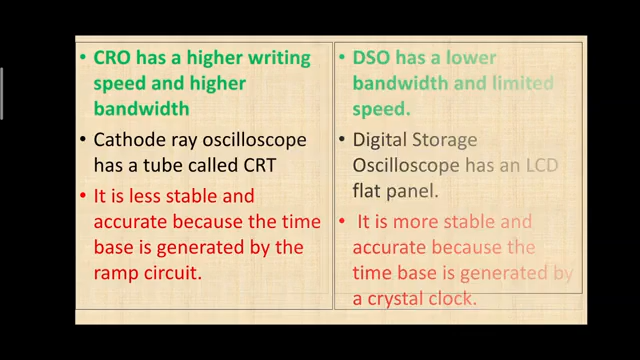 CRO has a higher writing
speed and higher
bandwidth
Cathode ray oscilloscope
has a tube called CRT
It is less stable and
accurate because the time
base is generated by the
ramp circuit.
DSO has a lower
bandwidth and limited
speed.
Digital Storage
Oscilloscope has an LCD
flat panel.
It is more stable and
accurate because the
time base is generated by
a crystal clock.